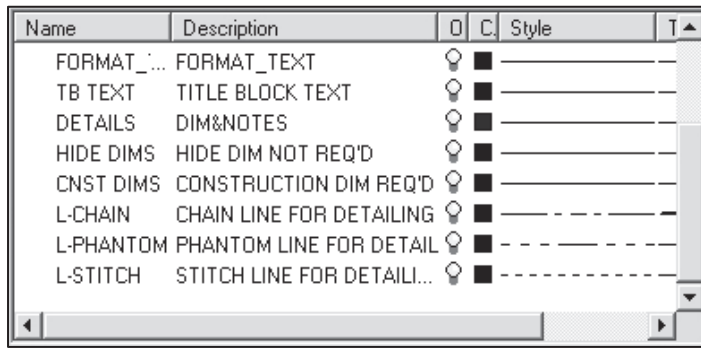 Name Description O C. Style T
FORMAT_'... FORMAT_TEXT
TB TEXT TITLE BLOCK TEXT
DETAILS DIM&NOTES
HIDE DIMS HIDE DIM NOT REQ'D
CNST DIMS CONSTRUCTION DIM REQ'D
L-CHAIN CHAIN LINE FOR DETAILING
L-PHANTOM PHANTOM LINE FOR DETAIL
L-STITCH STITCH LINE FOR DETAILI...